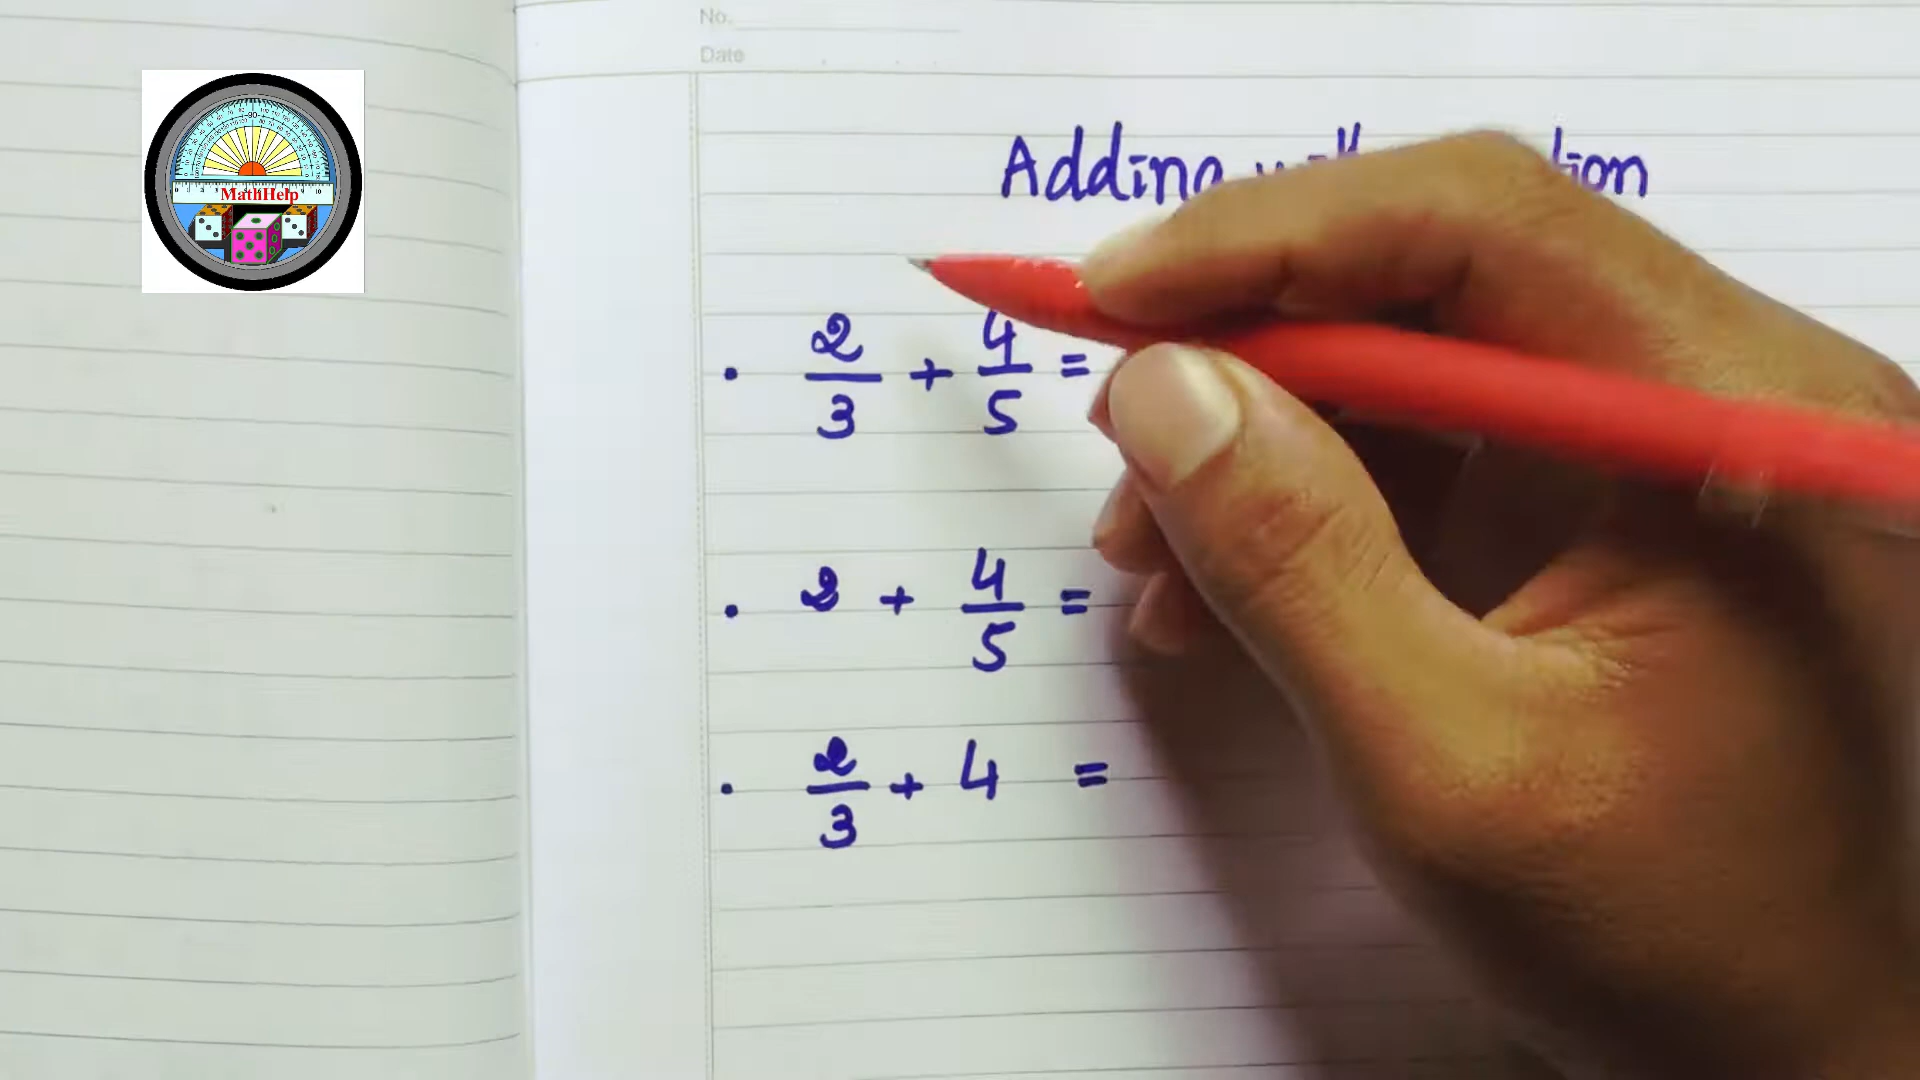 No.
Date
MathHelp
Adding
• 2/3 + 4/5 =
• 2 + 4/5 =
• 2/3 + 4 =